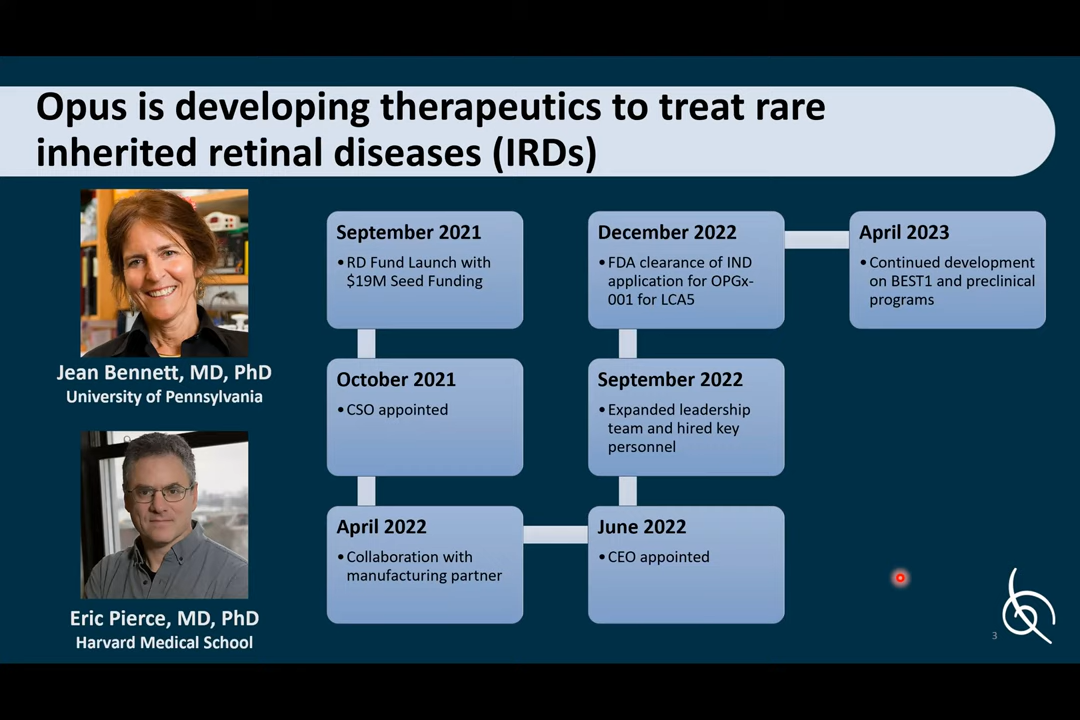 Opus is developing therapeutics to treat rare
inherited retinal diseases (IRDs)
Jean Bennett, MD, PhD
University of Pennsylvania
Eric Pierce, MD, PhD
Harvard Medical School
September 2021
•RD Fund Launch with
$19M Seed Funding
October 2021
•CSO appointed
April 2022
•Collaboration with
manufacturing partner
June 2022
•CEO appointed
September 2022
•Expanded leadership
team and hired key
personnel
December 2022
•FDA clearance of IND
application for OPGx-
001 for LCA5
April 2023
•Continued development
on BEST1 and preclinical
programs
3